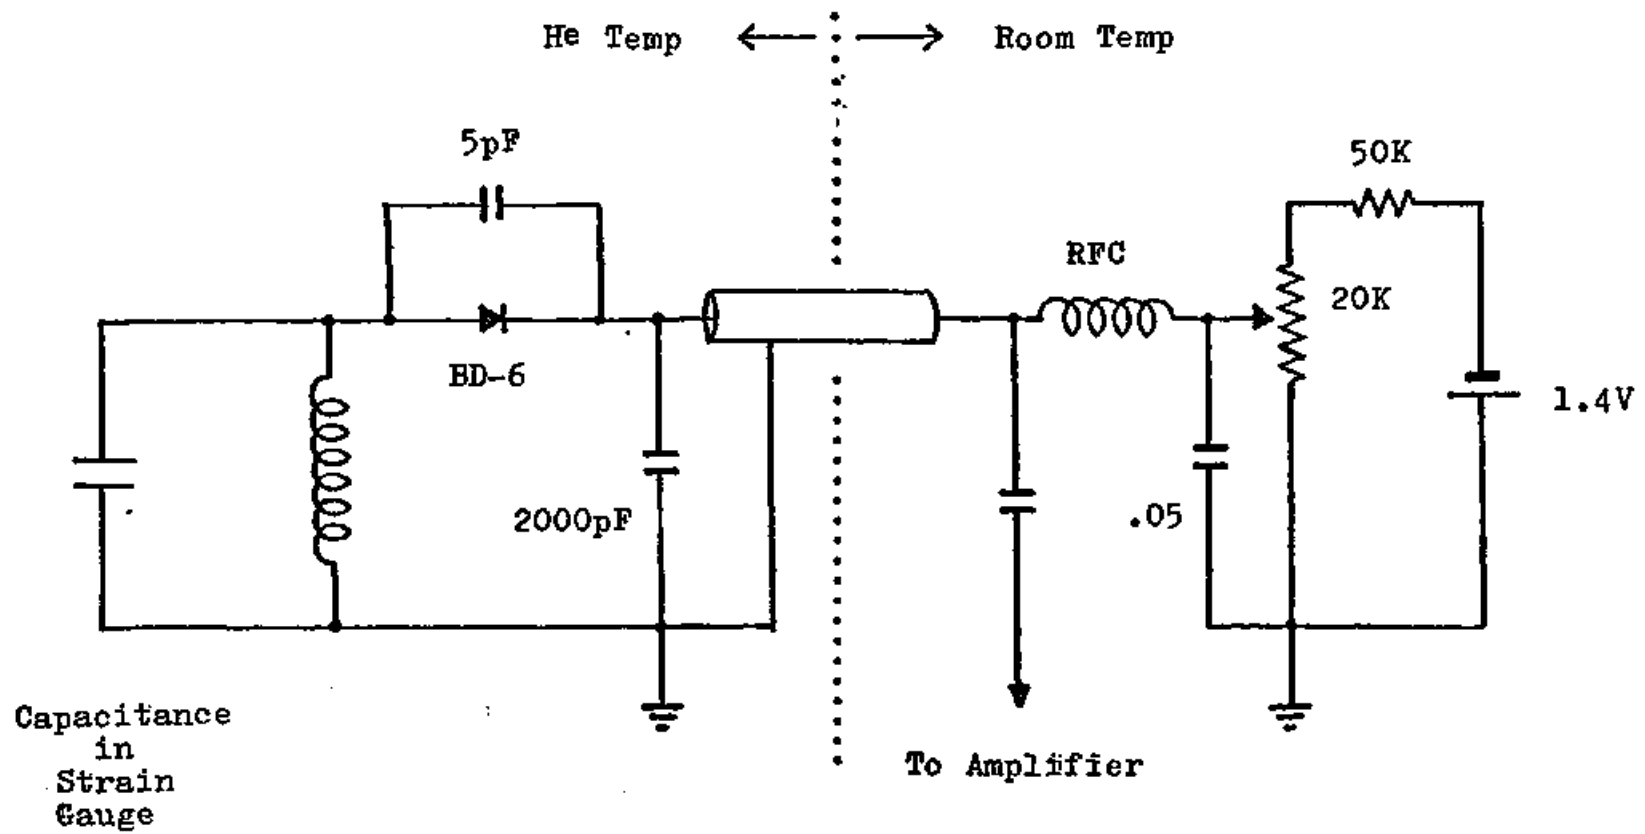 He Temp
Room Temp
5pF
50K
RFC
20K
BD-6
1.4V
2000pF
.05
Capacitance
in
Strain
Gauge
To Amplifier